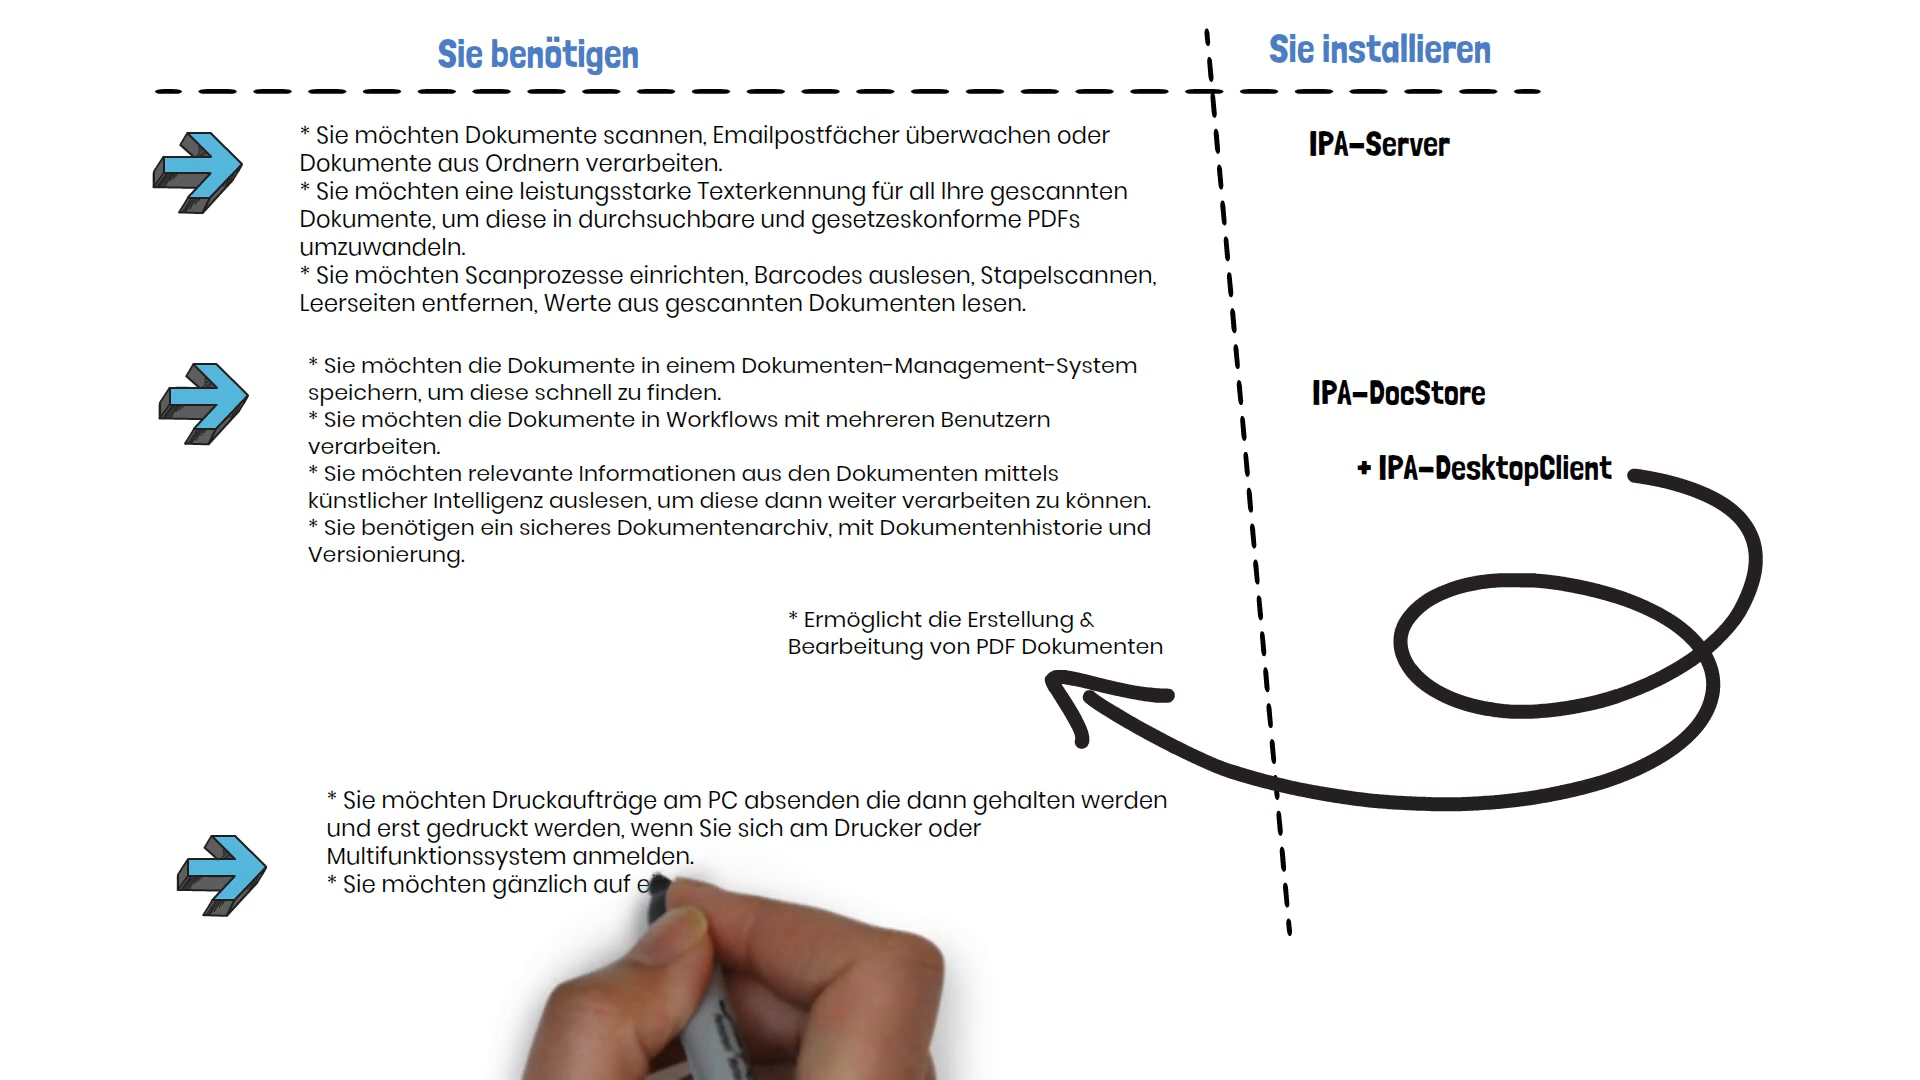 Sie benötigen
Sie installieren
* Sie möchten Dokumente scannen, Emailpostfächer überwachen oder
Dokumente aus Ordnern verarbeiten.
* Sie möchten eine leistungsstarke Texterkennung für all Ihre gescannten
Dokumente, um diese in durchsuchbare und gesetzeskonforme PDFs
umzuwandeln.
* Sie möchten Scanprozesse einrichten, Barcodes auslesen, Stapelscannen,
Leerseiten entfernen, Werte aus gescannten Dokumenten lesen.
IPA-Server
* Sie möchten die Dokumente in einem Dokumenten-Management-System
speichern, um diese schnell zu finden.
* Sie möchten die Dokumente in Workflows mit mehreren Benutzern
verarbeiten.
* Sie möchten relevante Informationen aus den Dokumenten mittels
künstlicher Intelligenz auslesen, um diese dann weiter verarbeiten zu können.
* Sie benötigen ein sicheres Dokumentenarchiv, mit Dokumentenhistorie und
Versionierung.
IPA-DocStore
+ IPA-DesktopClient
* Ermöglicht die Erstellung &
Bearbeitung von PDF Dokumenten
* Sie möchten Druckaufträge am PC absenden die dann gehalten werden
und erst gedruckt werden, wenn Sie sich am Drucker oder
Multifunktionssystem anmelden.
* Sie möchten gänzlich auf